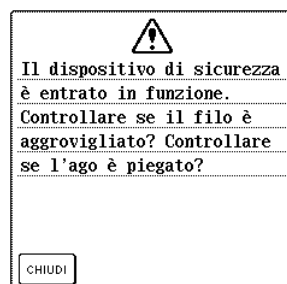 Il dispositivo di sicurezza
è entrato in funzione.
Controllare se il filo è
aggrovigliato? Controllare
se l'ago è piegato?
CHIUDI